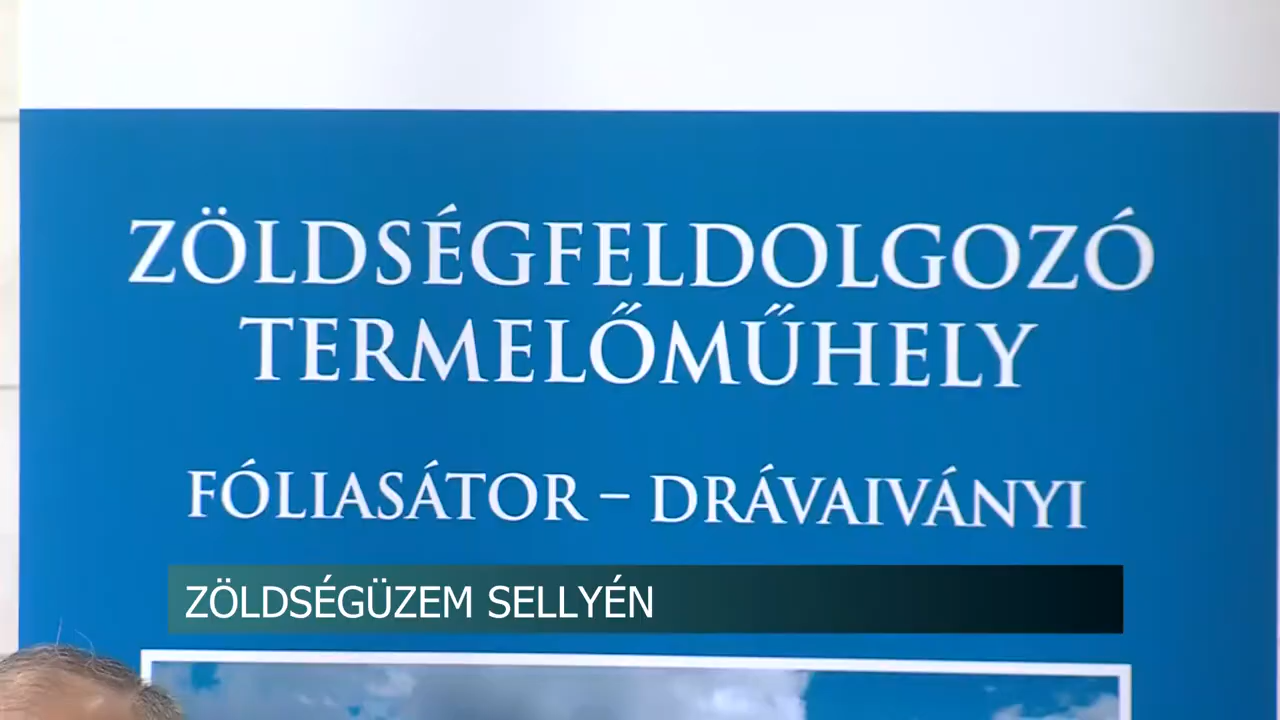 ZÖLDSÉGFELDOLGOZÓ
TERMELŐMŰHELY
FÓLIASÁTOR – DRÁVAIVÁNYI
ZÖLDSÉGÜZEM SELLYÉN